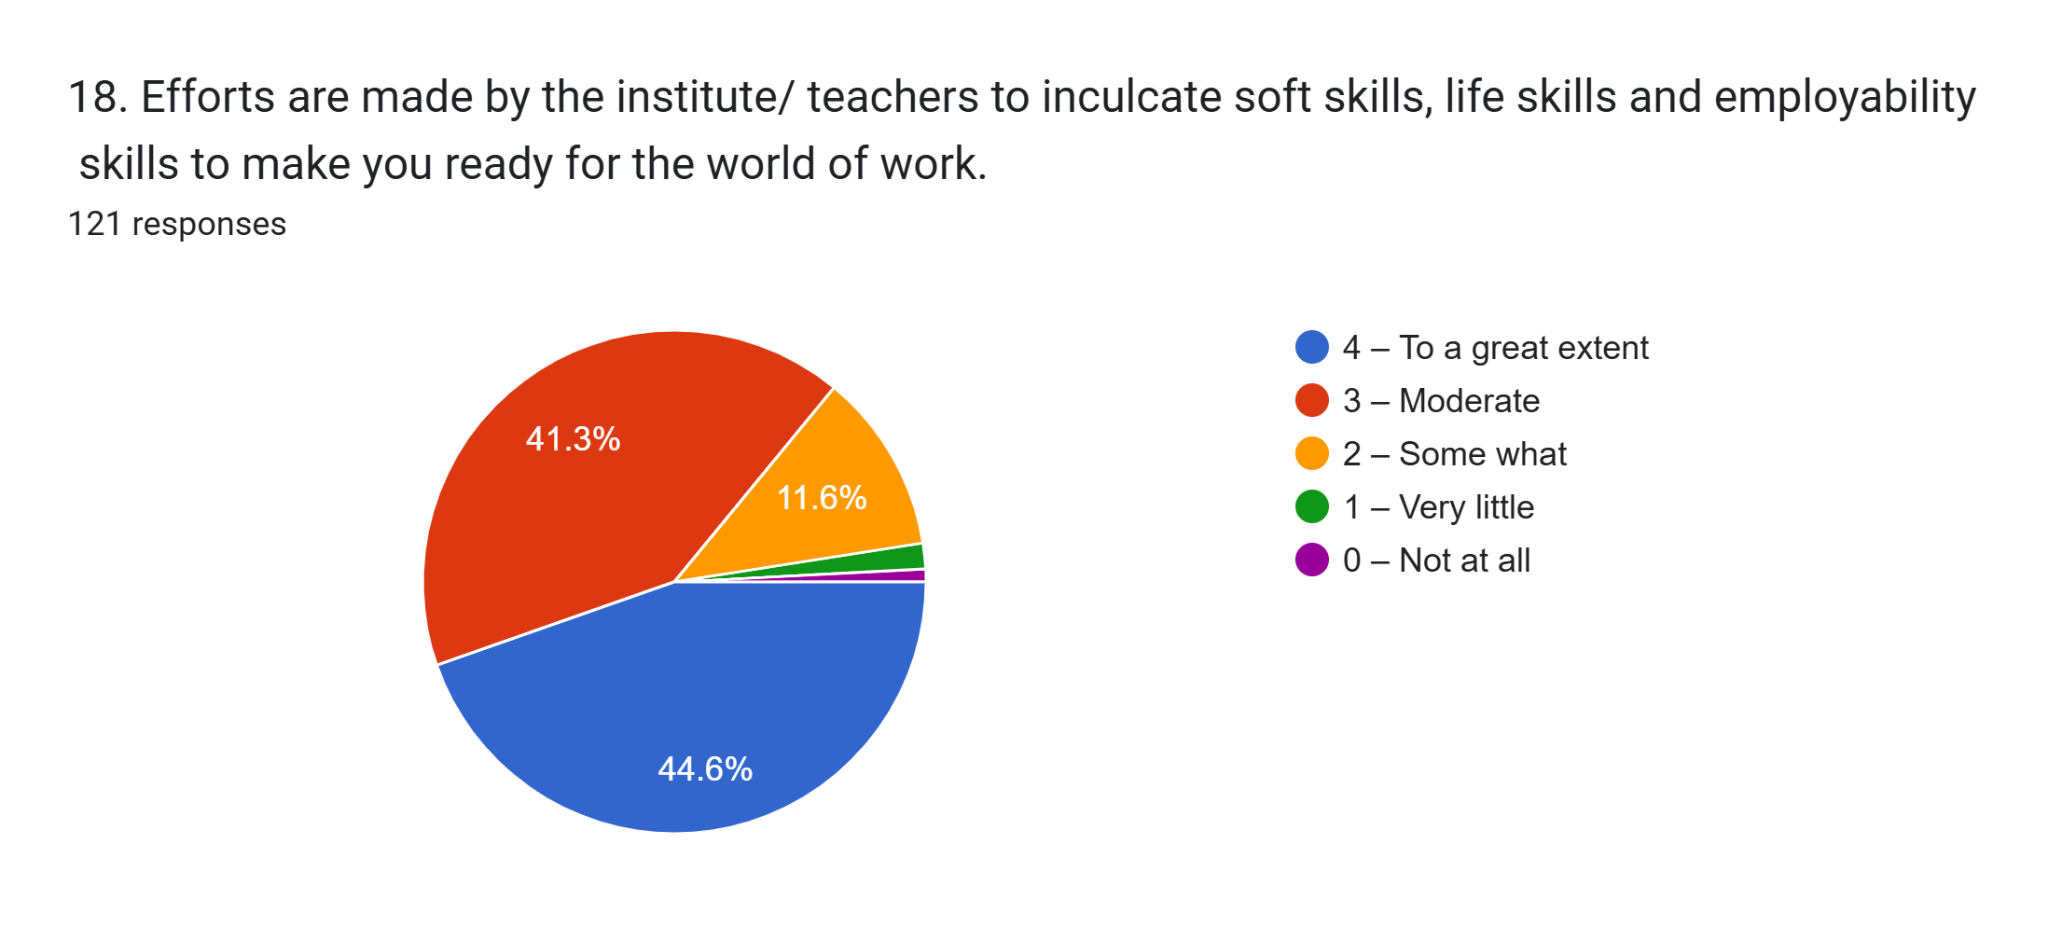 18. Efforts are made by the institute/ teachers to inculcate soft skills, life skills and employability
skills to make you ready for the world of work.
121 responses
41.3%
11.6%
44.6%
4 – To a great extent
3 – Moderate
2 – Some what
1 – Very little
0 – Not at all